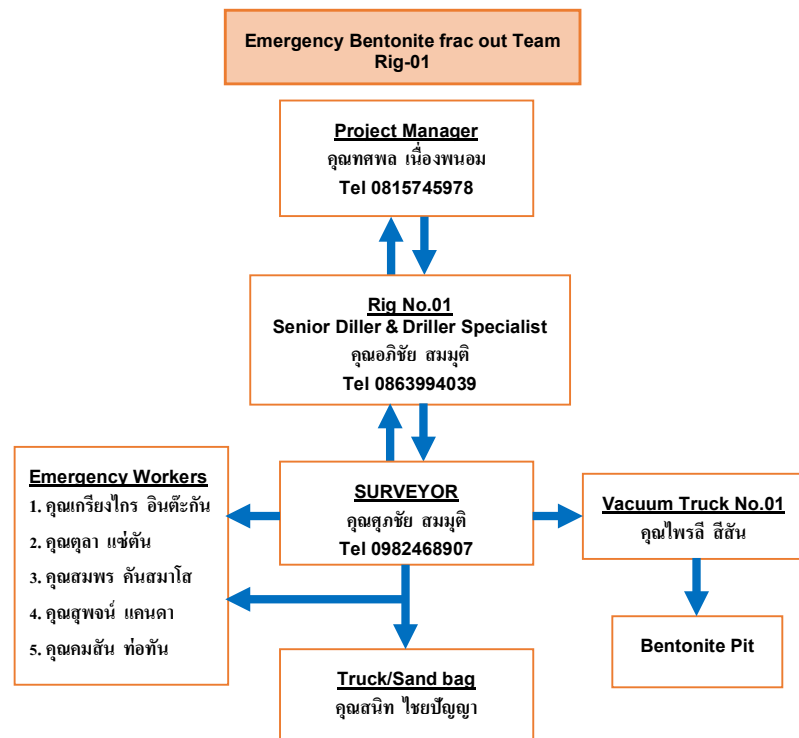 Emergency Bentonite frac out Team
Rig-01
Project Manager
คุณทศพล เนื่องพนอม
Tel 0815745978
Rig No.01
Senior Diller & Driller Specialist
คุณอภิชัย สมมุติ
Tel 0863994039
Emergency Workers
1. คุณเกรียงไกร อินต๊ะกัน
2. คุณตุลา แซ่ตัน
3. คุณสมพร คันสมาโส
4. คุณสุพจน์ แคนดา
5. คุณคมสัน ท่อทัน
SURVEYOR
คุณศุภชัย สมมุติ
Tel 0982468907
Vacuum Truck No.01
คุณไพรลี สีสัน
Bentonite Pit
Truck/Sand bag
คุณสนิท ไชยปัญญา